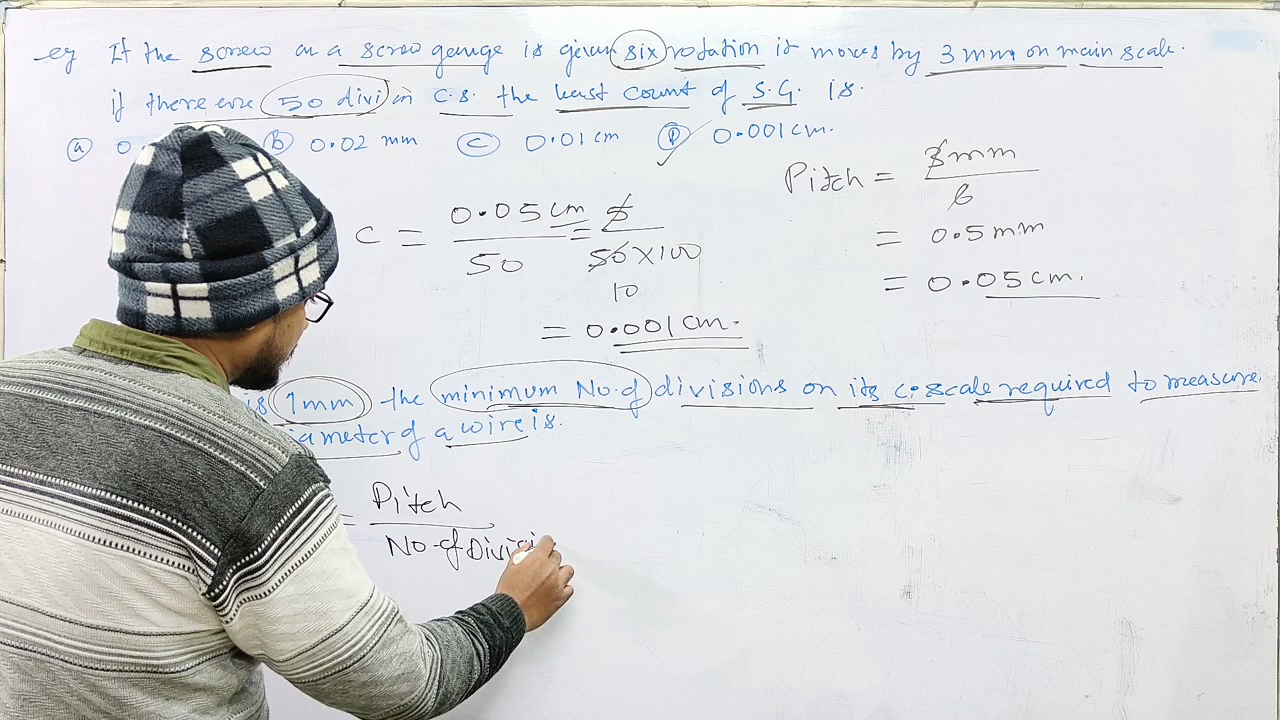 eg If the screw on a screw gauge is given six rotation it moves by 3mm on main scale.
if there are 50 divi in C.S. the least count of S.G. is.
(a) 0. (B) 0.02 mm (C) 0.01 cm (D) 0.001 cm.
Pitch = 3mm / 6
= 0.5 mm
= 0.05 cm.
C = 0.05 cm / 50 = 5 / 50 × 100
10
= 0.001 cm.
is 1mm the minimum No. of divisions on its c. scale required to measure.
iameter of a wire is.
= Pitch / No. of Divisi